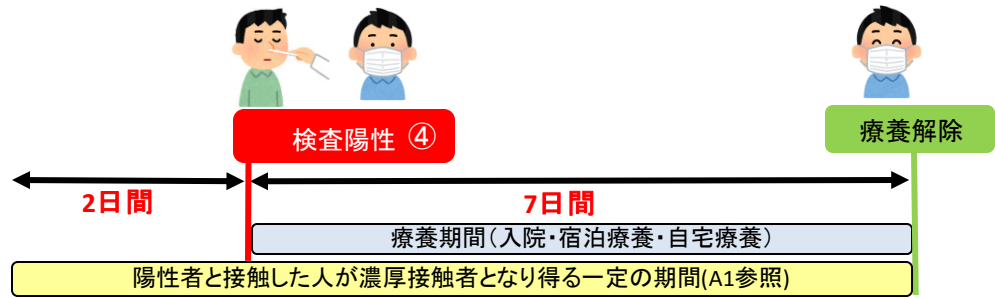 検査陽性 ④
療養解除
2日間
7日間
療養期間(入院・宿泊療養・自宅療養)
陽性者と接触した人が濃厚接触者となり得る一定の期間(A1参照)